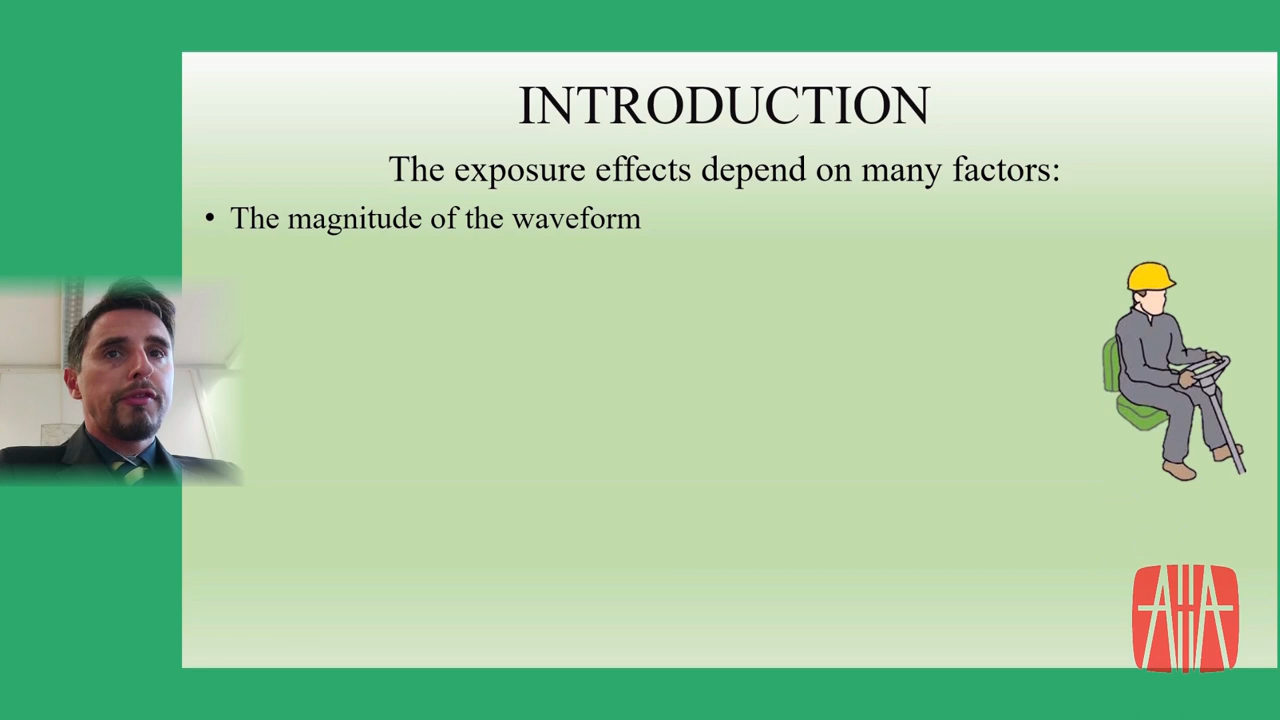 INTRODUCTION
The exposure effects depend on many factors:
• The magnitude of the waveform